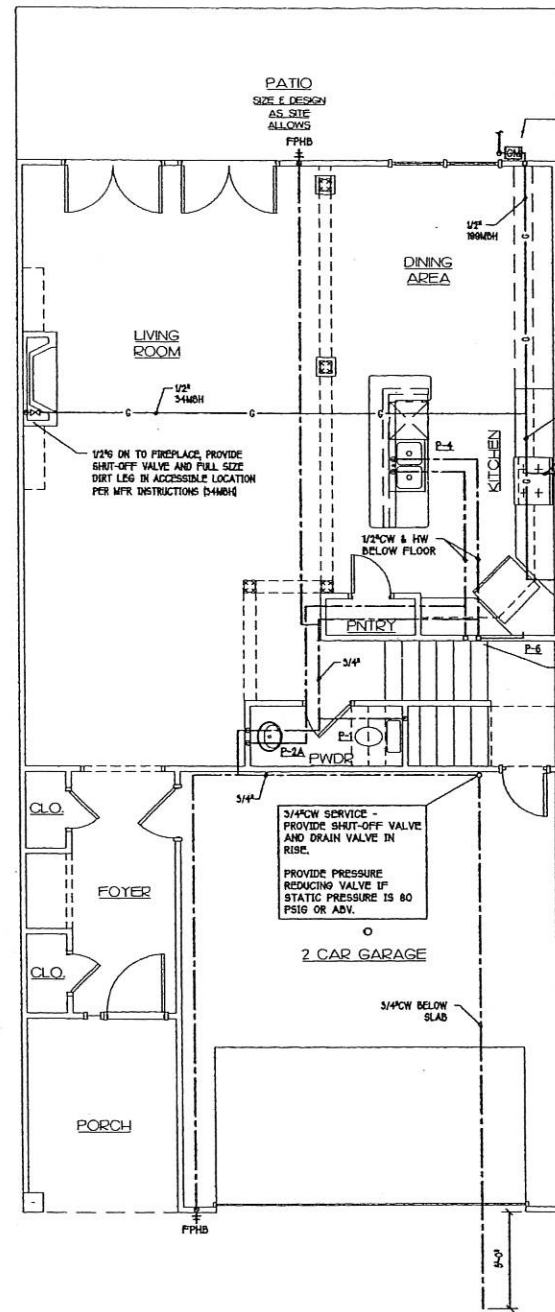 PATIO
SIZE & DESIGN
AS SITE
ALLOWS
FPHB
GM
1/2"
199MBH
G
DINING
AREA
G
LIVING
ROOM
1/2"
34MBH
G
G
G
P-4
KITCHEN
1/2"G DN TO FIREPLACE, PROVIDE
SHUT-OFF VALVE AND FULL SIZE
DIRT LEG IN ACCESSIBLE LOCATION
PER MFR INSTRUCTIONS (34MBH)
G
1/2"CW & HW
BELOW FLOOR
PNTRY
P-6
3/4"
P-2A
P-1
PWDR
3/4"
CLO.
3/4"CW SERVICE -
PROVIDE SHUT-OFF VALVE
AND DRAIN VALVE IN
RISE.
PROVIDE PRESSURE
REDUCING VALVE IF
STATIC PRESSURE IS 80
PSIG OR ABV.
FOYER
2 CAR GARAGE
CLO.
3/4"CW BELOW
SLAB
PORCH
FPHB
5'-0"